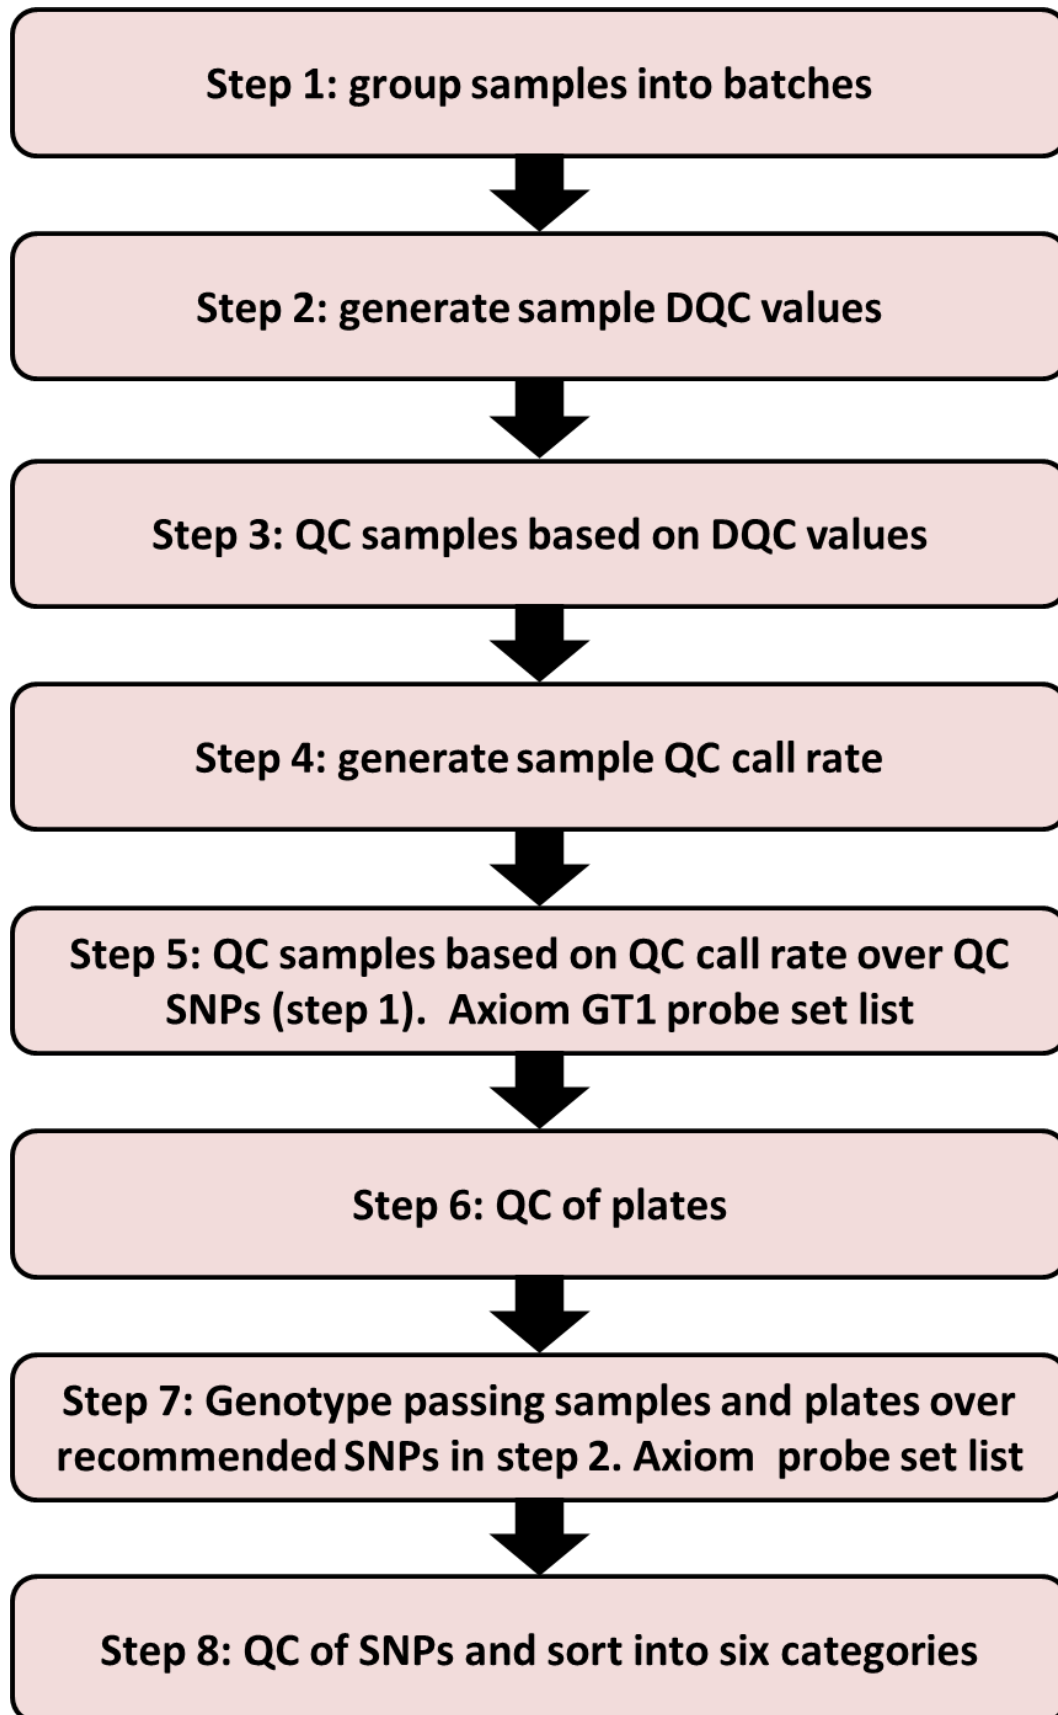 Step 1: group samples into batches
Step 2: generate sample DQC values
Step 3: QC samples based on DQC values
Step 4: generate sample QC call rate
Step 5: QC samples based on QC call rate over QC
SNPs (step 1).  Axiom GT1 probe set list
Step 6: QC of plates
Step 7: Genotype passing samples and plates over
recommended SNPs in step 2. Axiom  probe set list
Step 8: QC of SNPs and sort into six categories